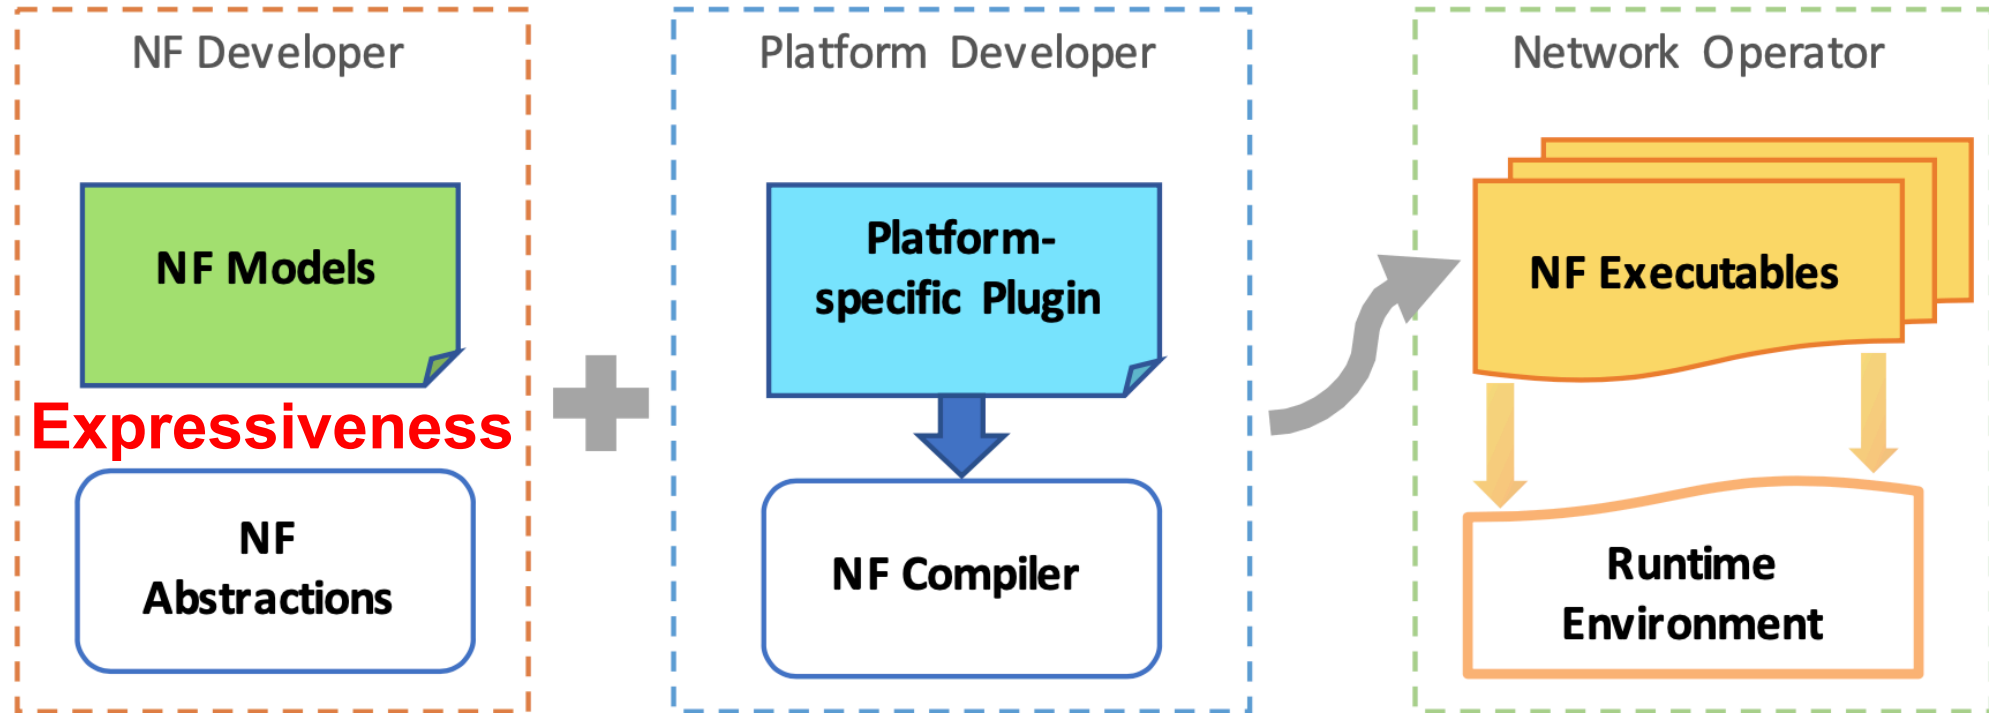 NF Developer
NF Models
Expressiveness
NF
Abstractions
Platform Developer
Platform-
specific Plugin
NF Compiler
Network Operator
NF Executables
Runtime
Environment